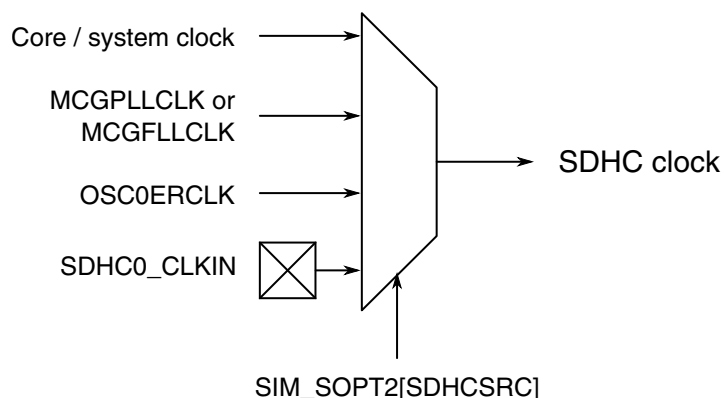 Core / system clock
MCGPLLCLK or
MCGFLLCLK
OSC0ERCLK
SDHC0_CLKIN
SDHC clock
SIM_SOPT2[SDHCSRC]